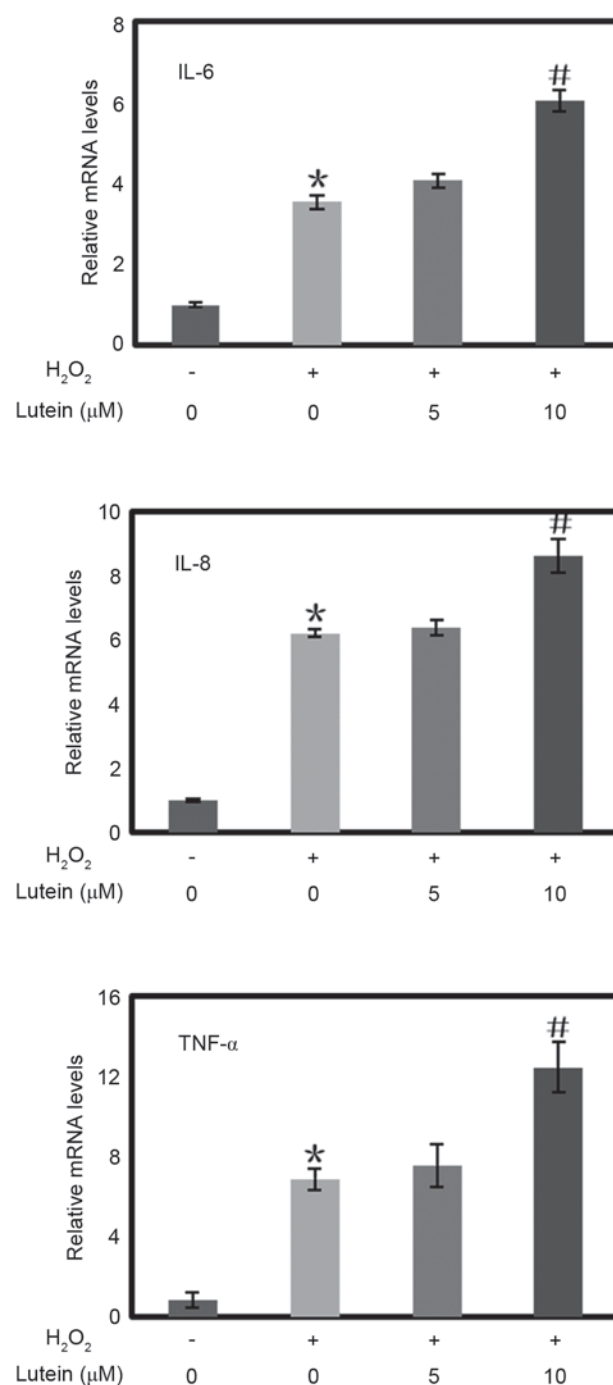 8
IL-6
#
6
*
4
Relative mRNA levels
2
0
H₂O₂ - + + +
Lutein (μM) 0 0 5 10
10
IL-8
#
8
*
6
Relative mRNA levels
4
2
0
H₂O₂ - + + +
Lutein (μM) 0 0 5 10
16
TNF-α
#
12
*
8
Relative mRNA levels
4
0
H₂O₂ - + + +
Lutein (μM) 0 0 5 10